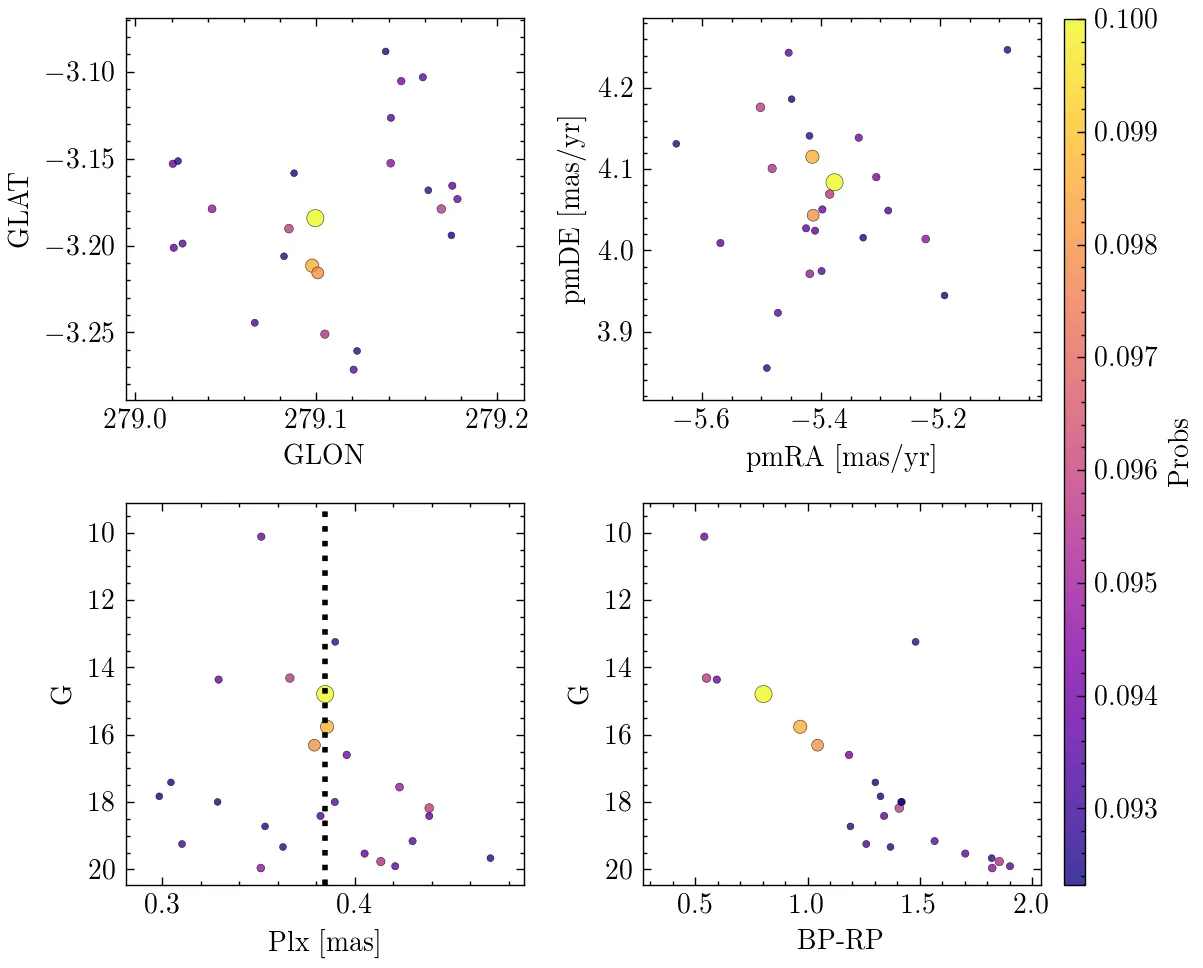 −3.10
−3.15
−3.20
−3.25
GLAT
279.0 279.1 279.2
GLON
4.2
4.1
4.0
3.9
pmDE [mas/yr]
−5.6 −5.4 −5.2
pmRA [mas/yr]
0.100
0.099
0.098
0.097
0.096
0.095
0.094
0.093
Probs
10
12
14
16
18
20
G
0.3 0.4
Plx [mas]
10
12
14
16
18
20
G
0.5 1.0 1.5 2.0
BP-RP